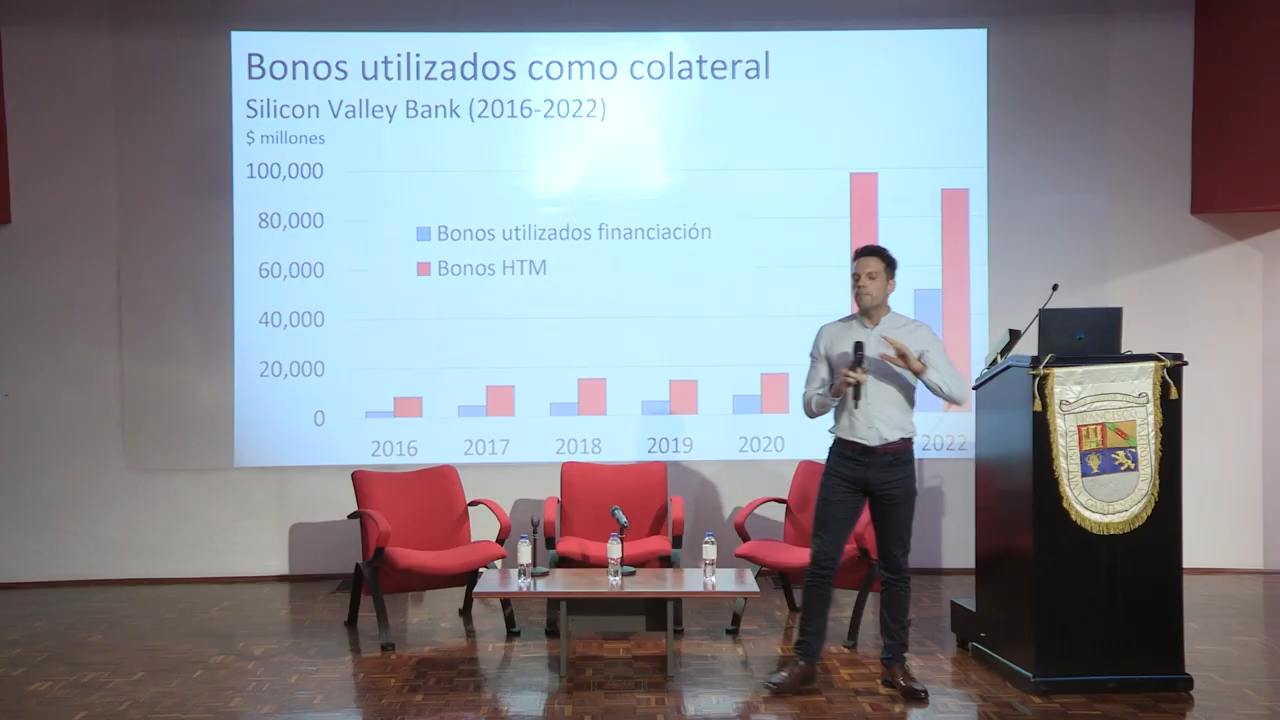 Bonos utilizados como colateral
Silicon Valley Bank (2016-2022)
$ millones
100,000
80,000
60,000
40,000
20,000
0
Bonos utilizados financiación
Bonos HTM
2016 2017 2018 2019 2020 2022
FRANCISCO